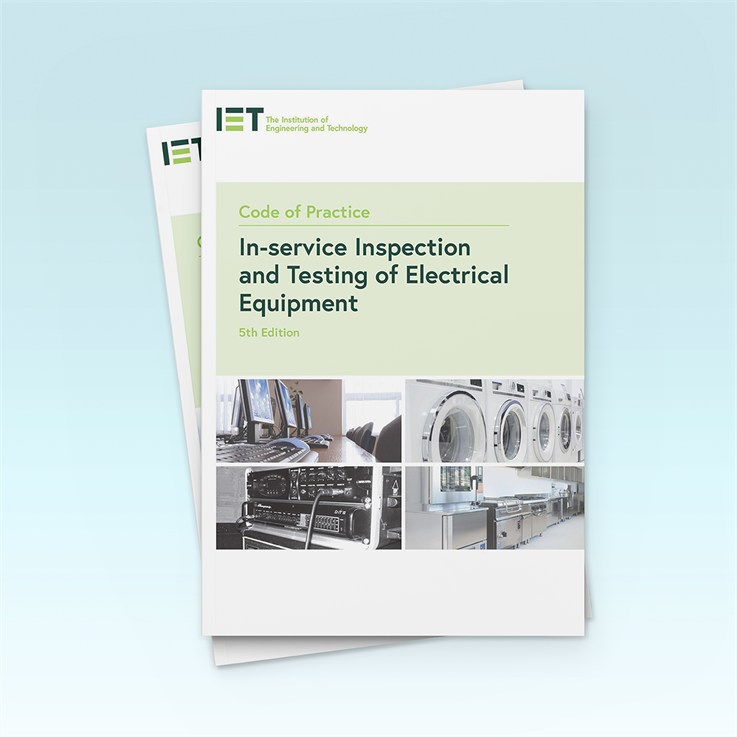 IET The Institution of
Engineering and Technology
Code of Practice
In-service Inspection
and Testing of Electrical
Equipment
5th Edition
IET